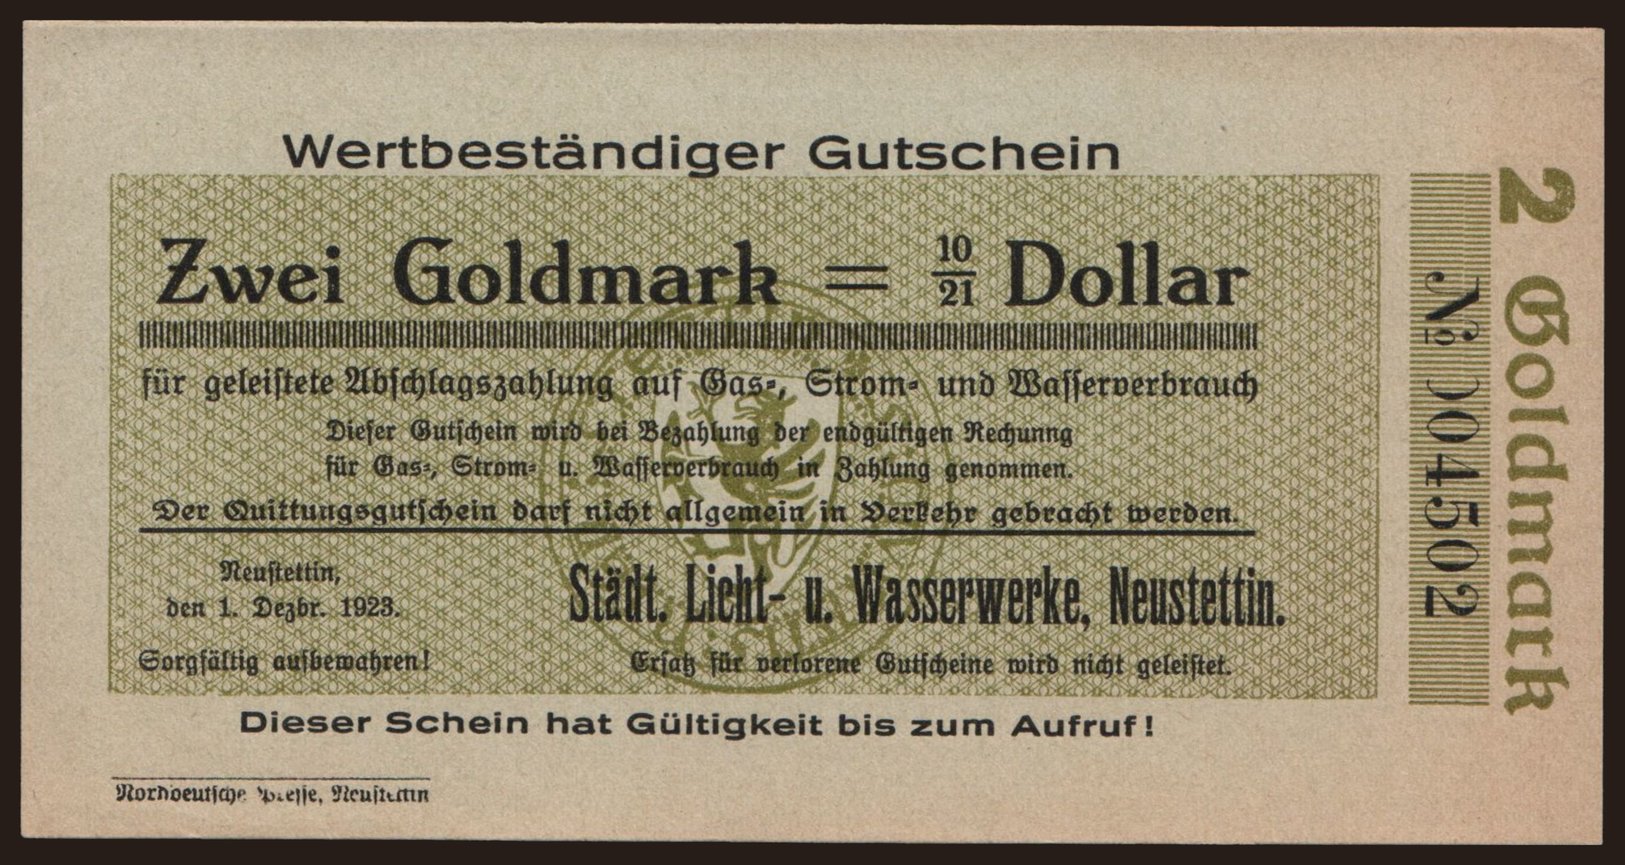 Wertbeständiger Gutschein
Zwei Goldmark = 10/21 Dollar
für geleistete Abschlagszahlung auf Gas-, Strom- und Wasserverbrauch
Dieser Gutschein wird bei Bezahlung der endgültigen Rechnung
für Gas-, Strom- u. Wasserverbrauch in Zahlung genommen.
Der Quittungsgutschein darf nicht allgemein in Verkehr gebracht werden.
Neustettin,
den 1. Dezbr. 1923.
Städt. Licht- u. Wasserwerke, Neustettin.
Sorgfältig aufbewahren!
Ersatz für verlorene Gutscheine wird nicht geleistet.
Dieser Schein hat Gültigkeit bis zum Aufruf!
Norddeutsche Presse, Neustettin
№ 004502
2 Goldmark